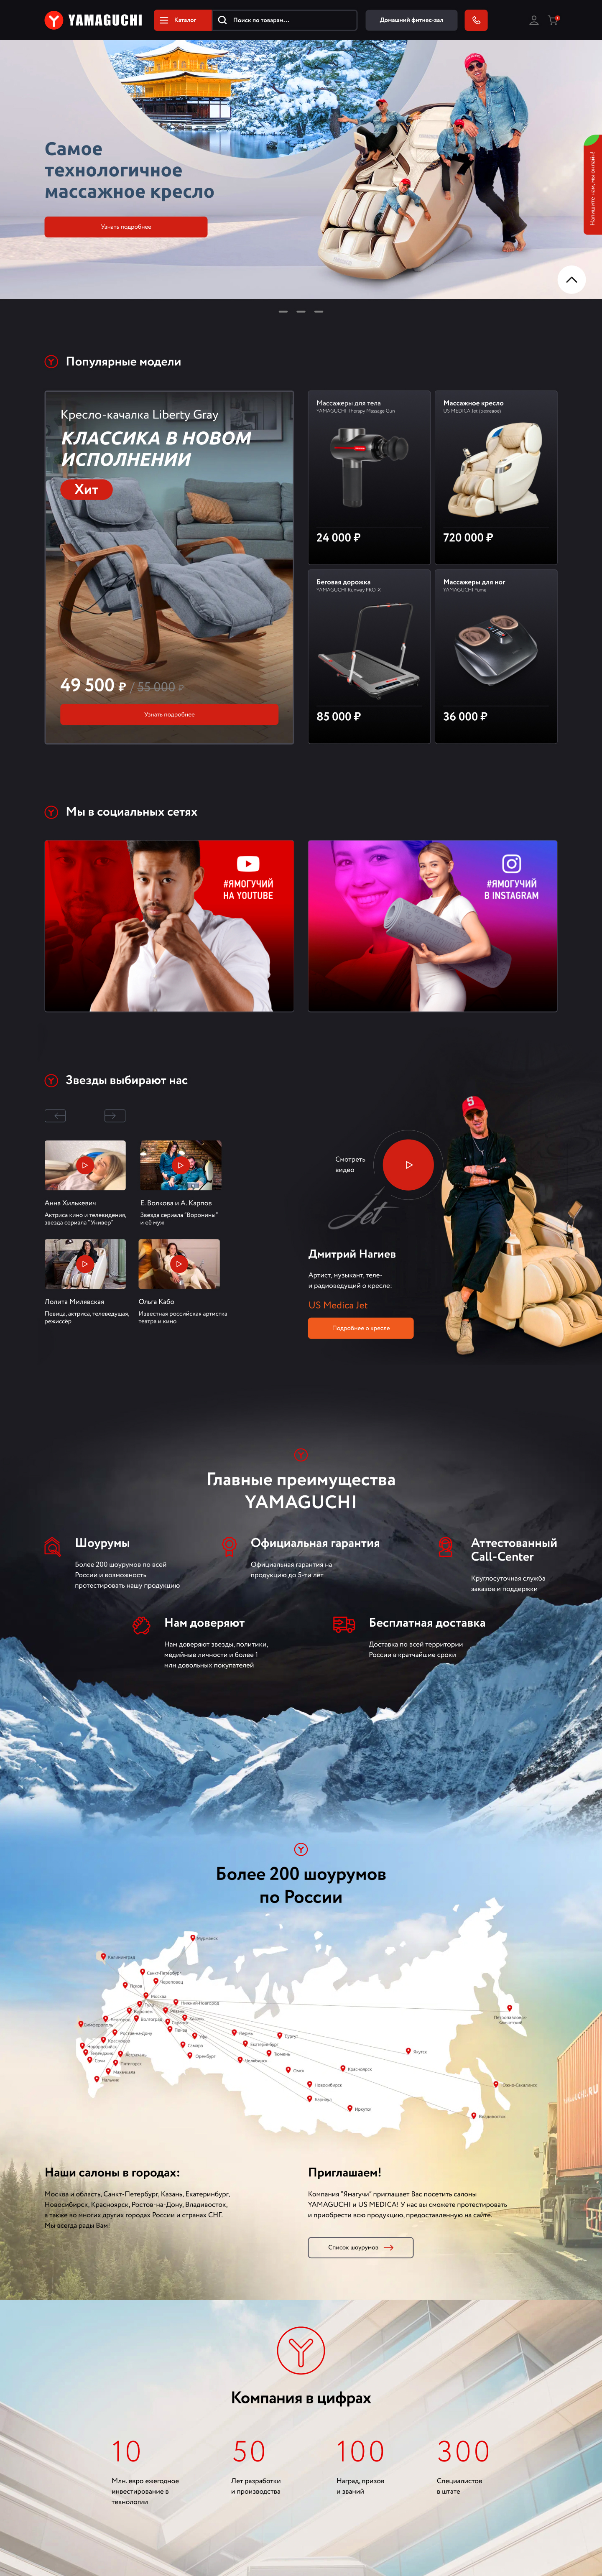 YAMAGUCHI
Каталог
Поиск по товарам...
Домашний фитнес-зал
Самое
технологичное
массажное кресло
Узнать подробнее
Напишите нам, мы онлайн!
Популярные модели
Кресло-качалка Liberty Gray
КЛАССИКА В НОВОМ
ИСПОЛНЕНИИ
Хит
49 500 ₽ / 55 000 ₽
Узнать подробнее
Массажеры для тела
YAMAGUCHI Therapy Massage Gun
24 000 ₽
Массажное кресло
US MEDICA Jet (Бежевое)
720 000 ₽
Беговая дорожка
YAMAGUCHI Runway PRO-X
85 000 ₽
Массажеры для ног
YAMAGUCHI Yume
36 000 ₽
Мы в социальных сетях
#ЯМОГУЧИЙ
НА YOUTUBE
#ЯМОГУЧИЙ
В INSTAGRAM
Звезды выбирают нас
Анна Хилькевич
Актриса кино и телевидения,
звезда сериала "Универ"
Е. Волкова и А. Карпов
Звезда сериала "Воронины"
и её муж
Лолита Милявская
Певица, актриса, телеведущая,
режиссёр
Ольга Кабо
Известная российская артистка
театра и кино
Смотреть
видео
Jet
Дмитрий Нагиев
Артист, музыкант, теле-
и радиоведущий о кресле:
US Medica Jet
Подробнее о кресле
Главные преимущества
YAMAGUCHI
Шоурумы
Более 200 шоурумов по всей
России и возможность
протестировать нашу продукцию
Официальная гарантия
Официальная гарантия на
продукцию до 5-ти лет
Аттестованный
Call-Center
Круглосуточная служба
заказов и поддержки
Нам доверяют
Нам доверяют звезды, политики,
медийные личности и более 1
млн довольных покупателей
Бесплатная доставка
Доставка по всей территории
России в кратчайшие сроки
Более 200 шоурумов
по России
Мурманск
Калининград
Санкт-Петербург
Череповец
Псков
Москва
Нижний Новгород
Тула
Воронеж
Рязань
Белгород
Волгоград
Казань
Саранск
Симферополь
Пенза
Ростов-на-Дону
Уфа
Пермь
Сургут
Краснодар
Новороссийск
Самара
Екатеринбург
Геленджик
Астрахань
Оренбург
Тюмень
Якутск
Сочи
Пятигорск
Челябинск
Махачкала
Омск
Красноярск
Нальчик
Новосибирск
Барнаул
Иркутск
Петропавловск
Камчатский
Южно-Сахалинск
Владивосток
Наши салоны в городах:
Москва и область, Санкт-Петербург, Казань, Екатеринбург,
Новосибирск, Красноярск, Ростов-на-Дону, Владивосток,
а также во многих других городах России и странах СНГ.
Мы всегда рады Вам!
Приглашаем!
Компания "Ямагучи" приглашает Вас посетить салоны
YAMAGUCHI и US MEDICA! У нас вы сможете протестировать
и приобрести всю продукцию, предоставленную на сайте.
Список шоурумов
Компания в цифрах
10
Млн. евро ежегодное
инвестирование в
технологии
50
Лет разработки
и производства
100
Наград, призов
и званий
300
Специалистов
в штате